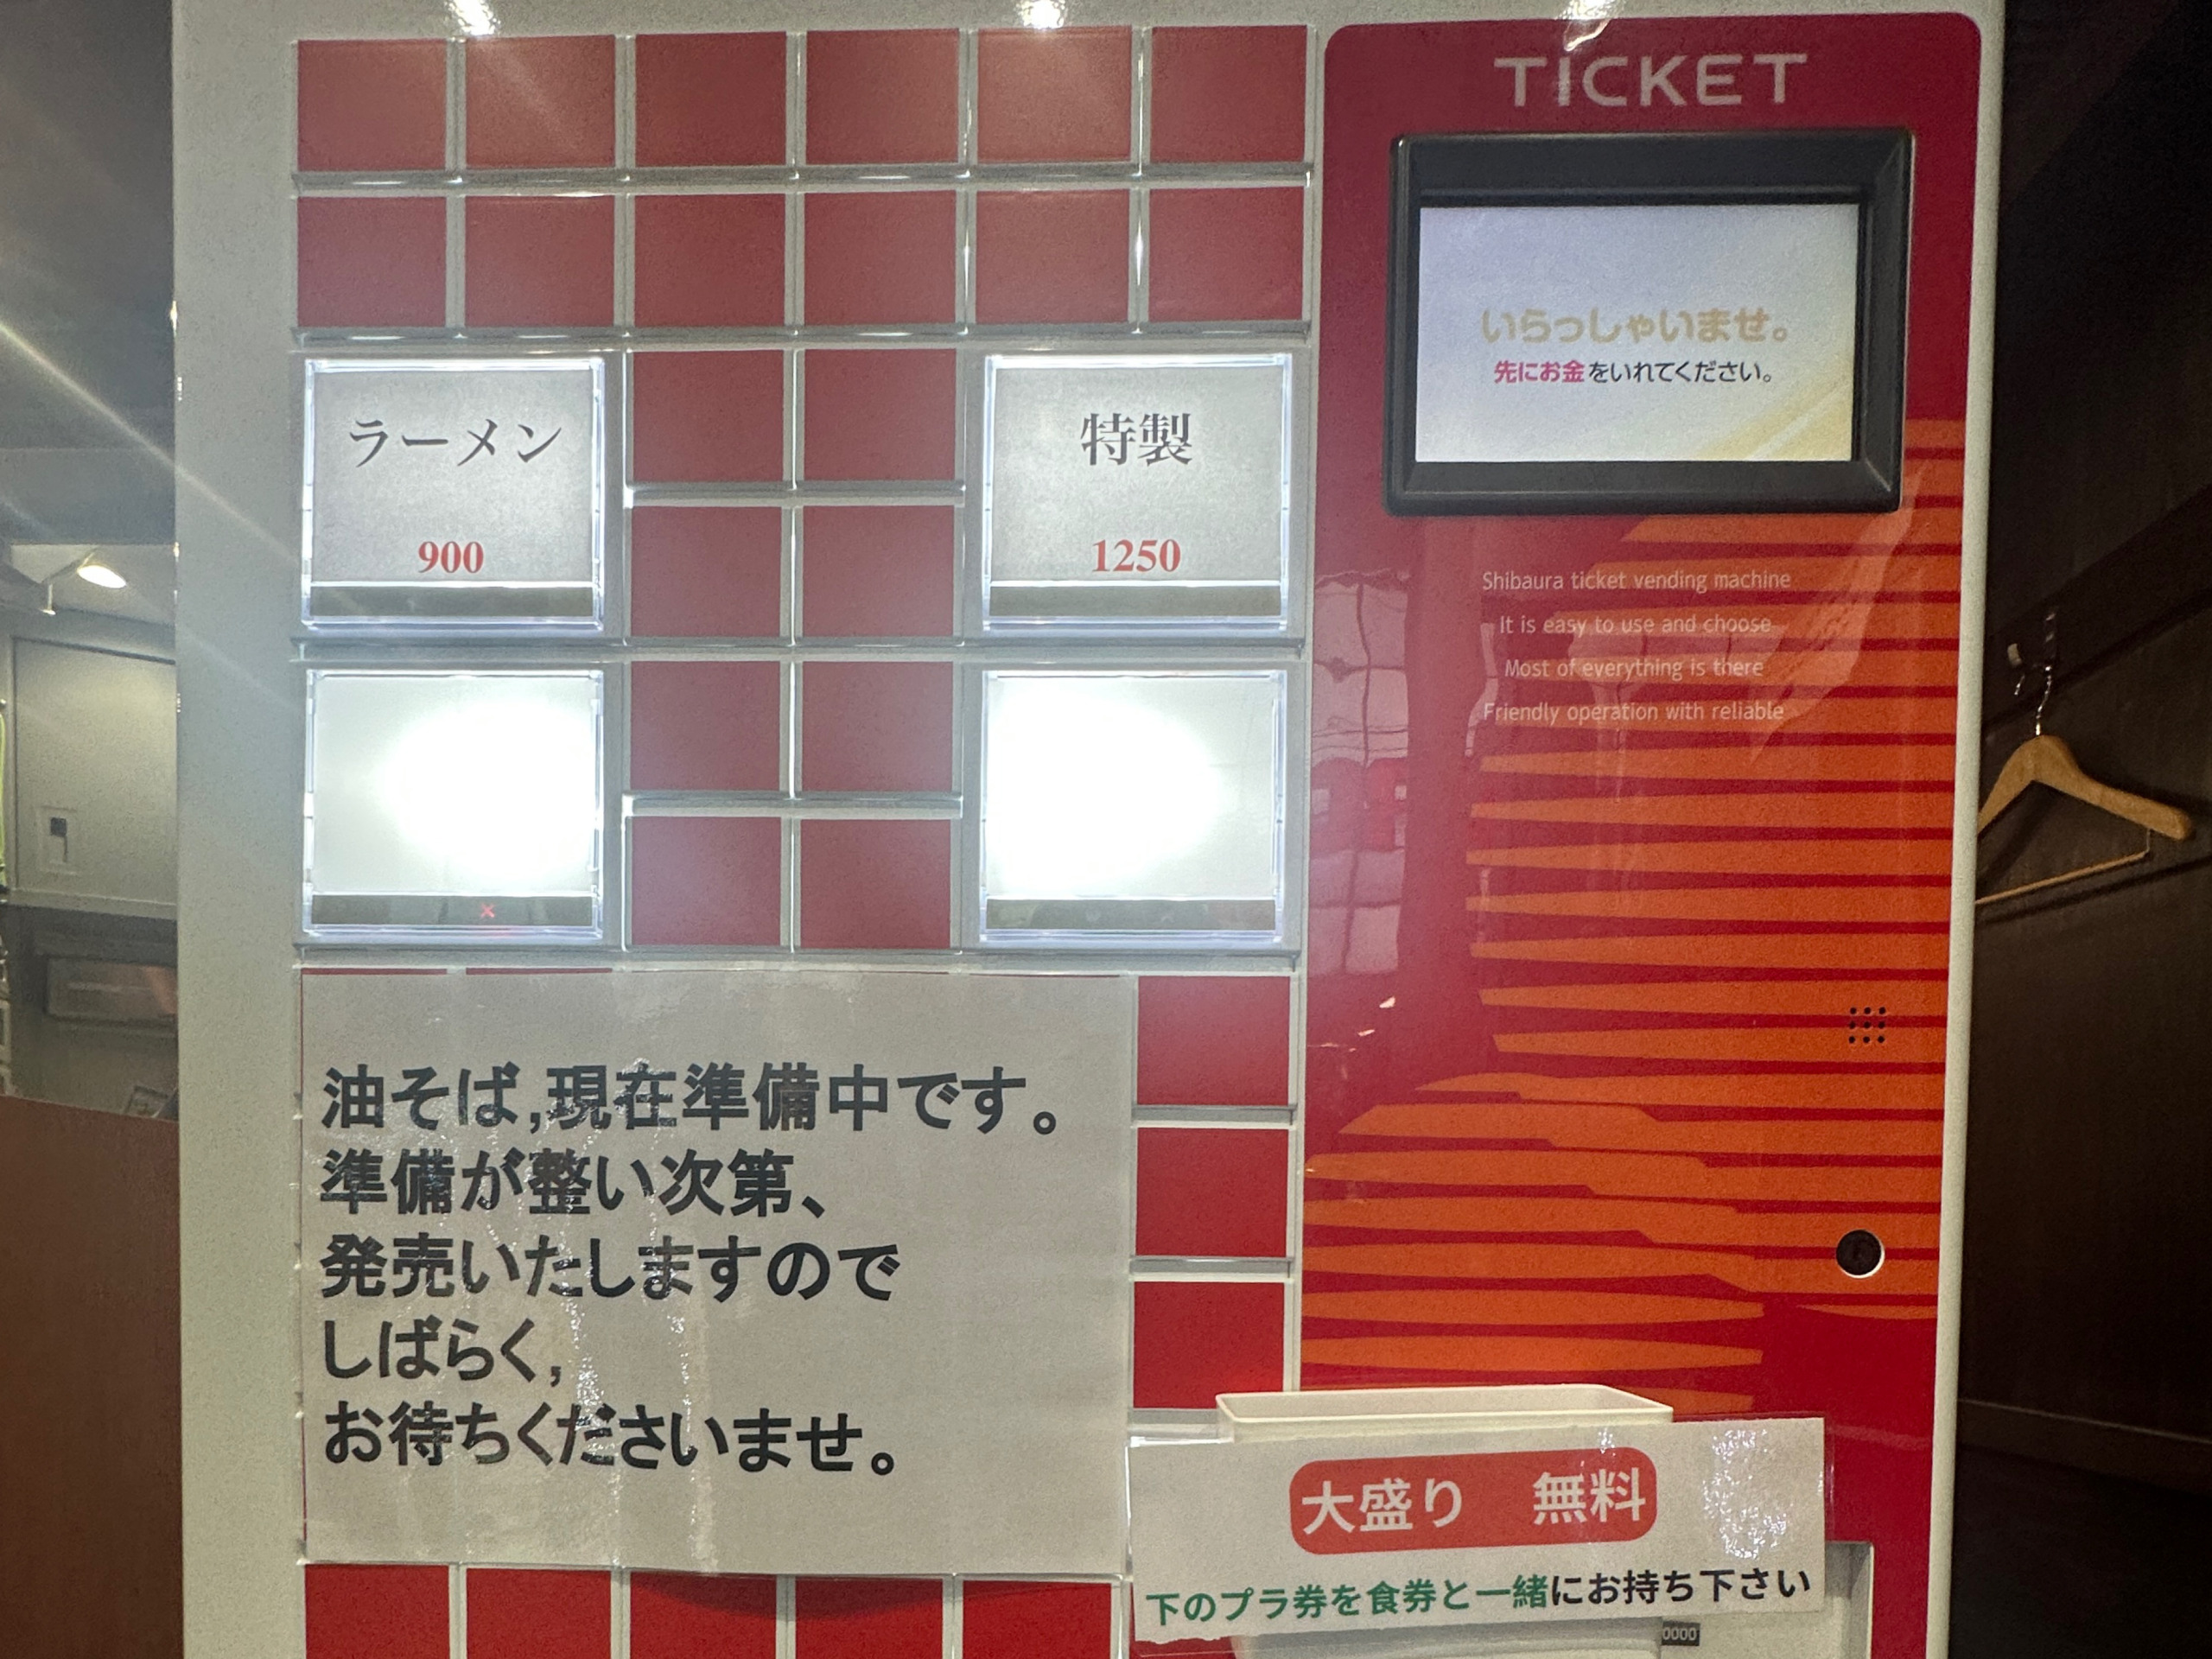 TICKET
いらっしゃいませ。
先にお金をいれてください。
ラーメン
900
特製
1250
Shibaura ticket vending machine
It is easy to use and choose
Most of everything is there
Friendly operation with reliable
×
油そば,現在準備中です。
準備が整い次第、
発売いたしますので
しばらく,
お待ちくださいませ。
大盛り 無料
下のプラ券を食券と一緒にお持ち下さい
0000